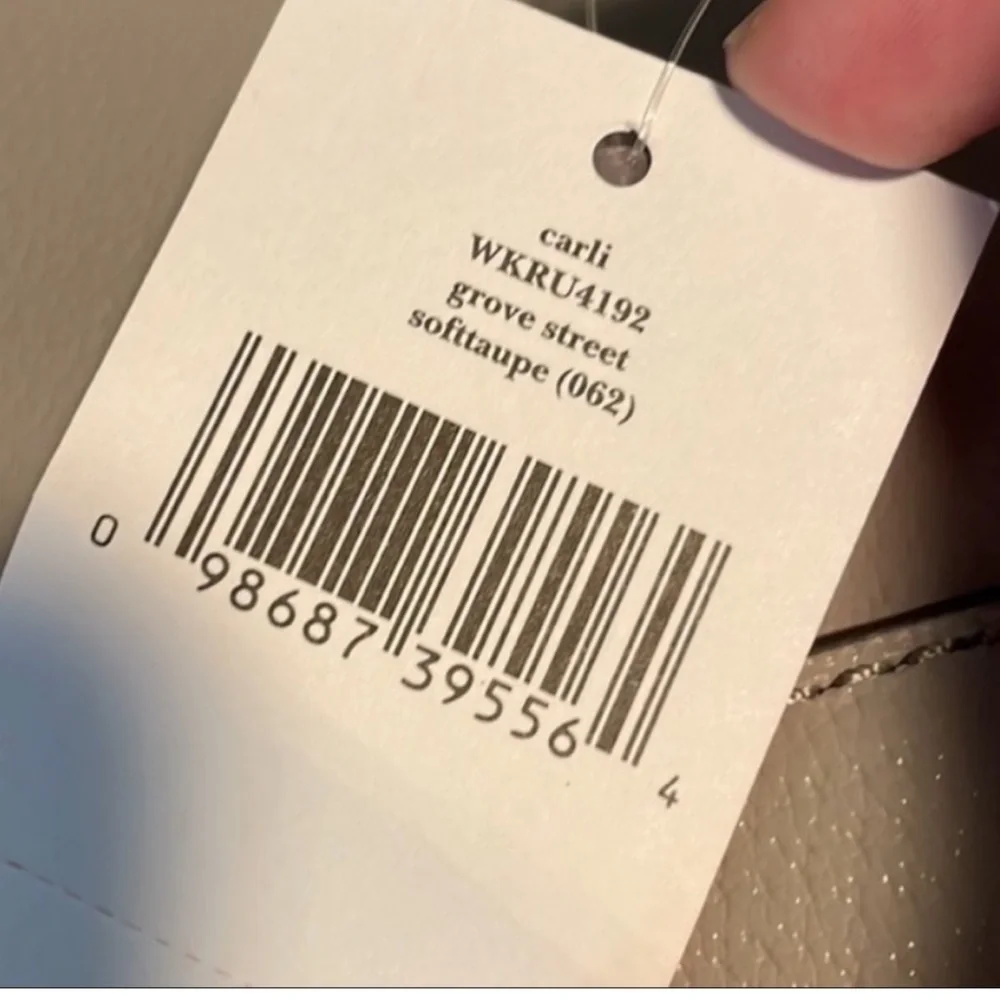 carli
WKRU4192
grove street
softtaupe (062)
0 98687 39556 4